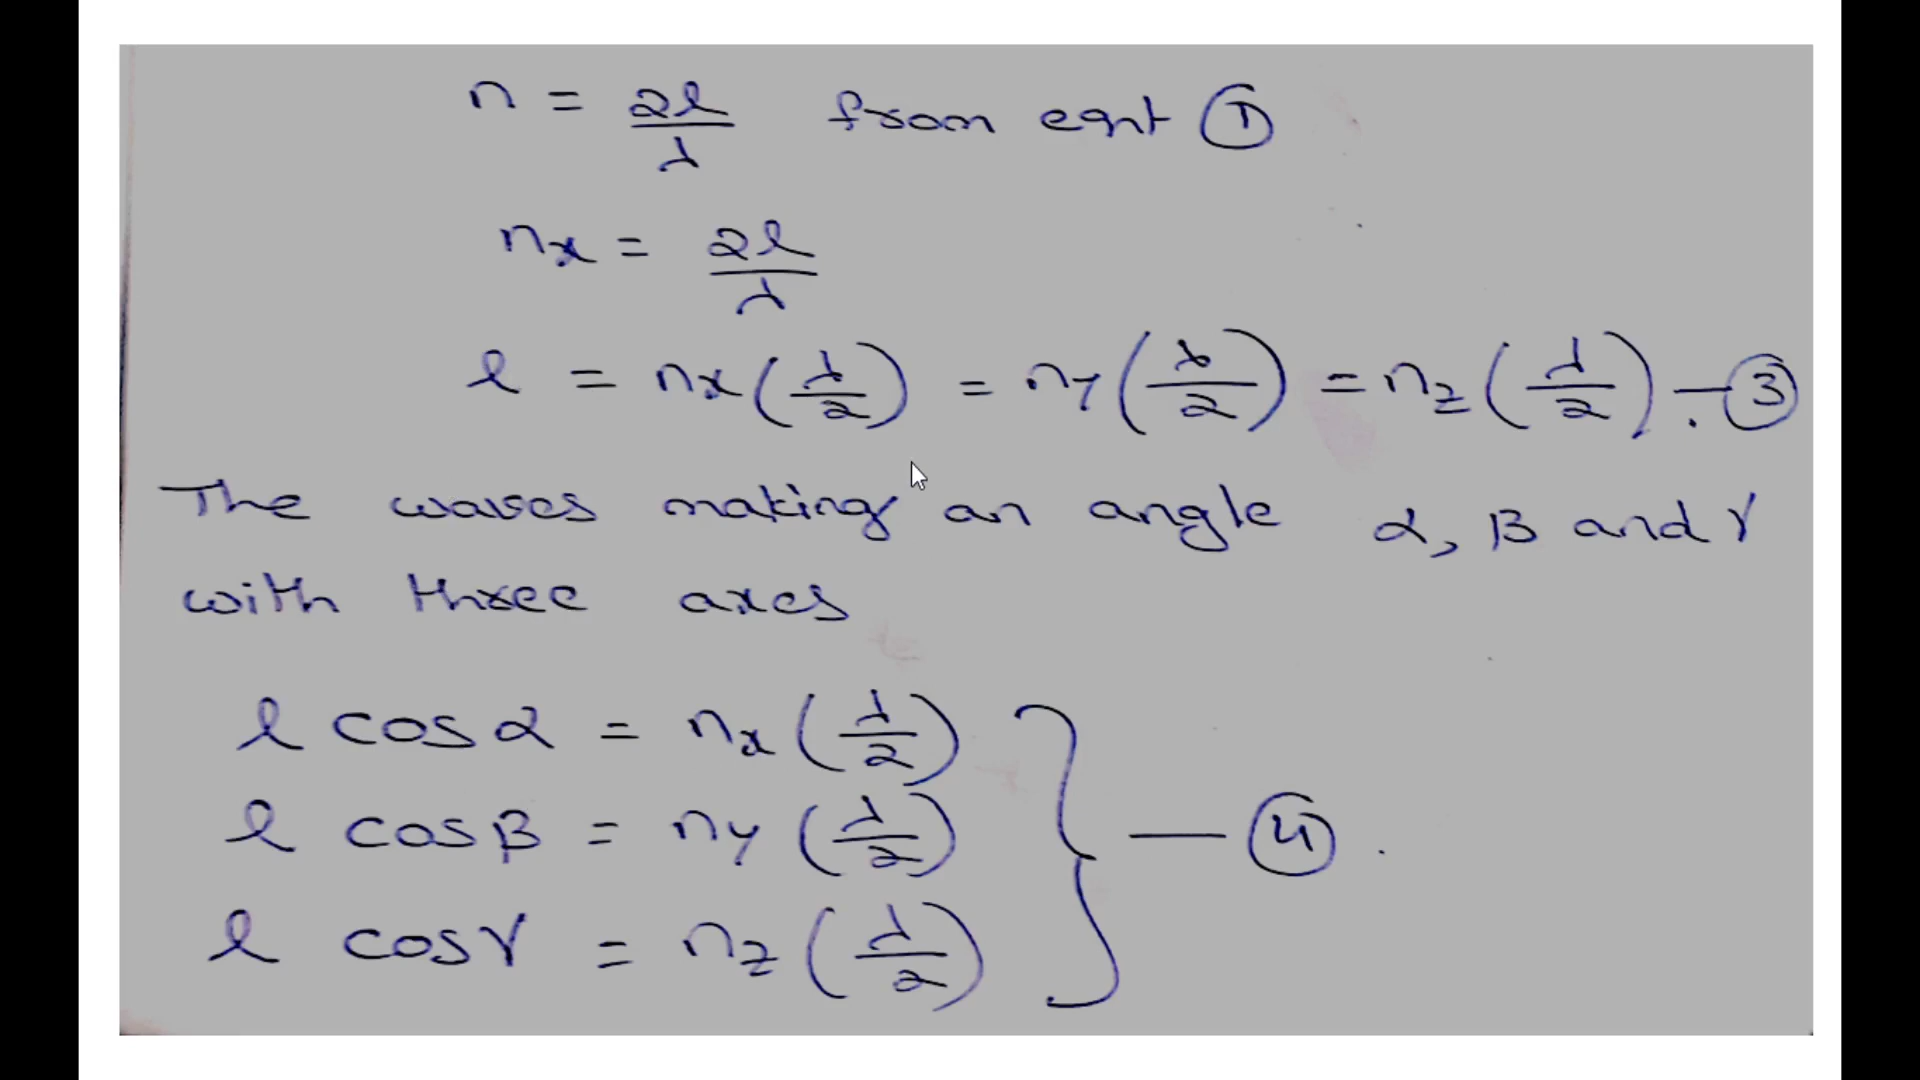 n = 2l/λ from eqnt ①
nx = 2l/λ
l = nx(λ/2) = ny(λ/2) = nz(λ/2) — ③
The waves making an angle α, β and γ
with three axes
l cos α = nx(λ/2)
l cos β = ny(λ/2) } — ④
l cos γ = nz(λ/2)